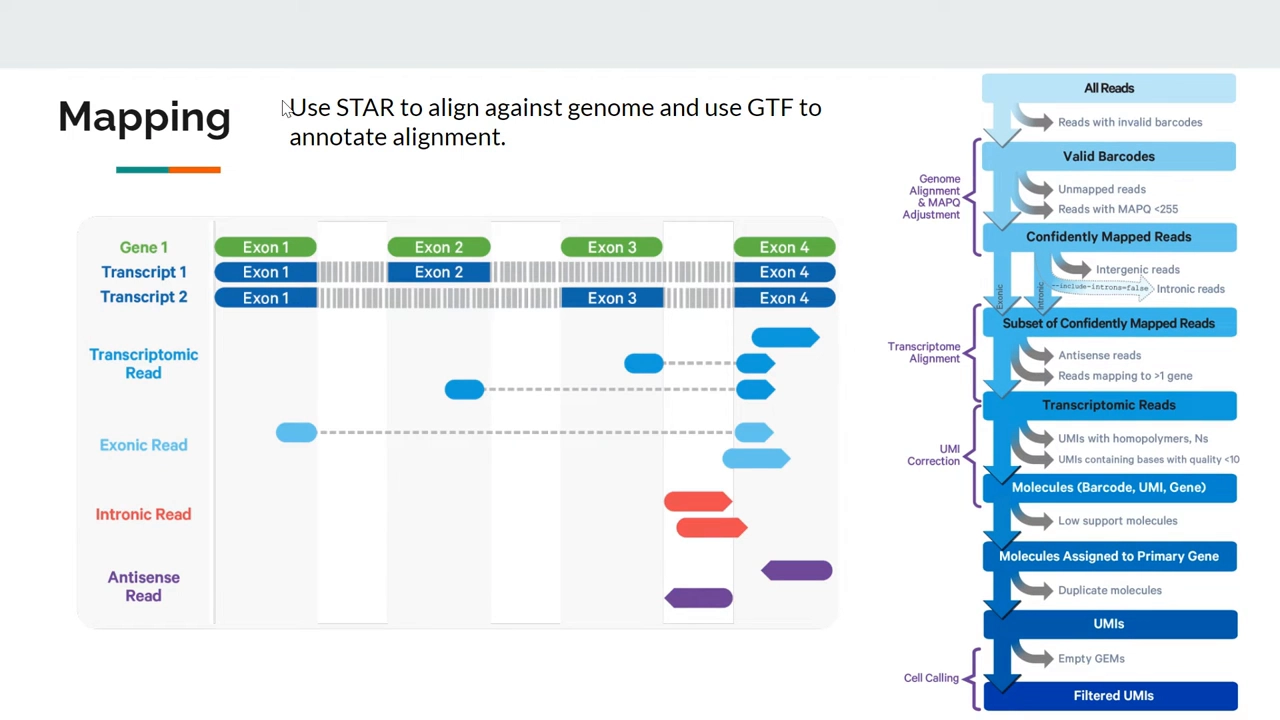 Mapping
Use STAR to align against genome and use GTF to
annotate alignment.
Gene 1 Exon 1 Exon 2 Exon 3 Exon 4
Transcript 1 Exon 1 Exon 2 Exon 4
Transcript 2 Exon 1 Exon 3 Exon 4
Transcriptomic
Read
Exonic Read
Intronic Read
Antisense
Read
All Reads
Reads with invalid barcodes
Valid Barcodes
Genome
Alignment
& MAPQ
Adjustment
Unmapped reads
Reads with MAPQ <255
Confidently Mapped Reads
Exonic
Intronic
Intergenic reads
--include-introns=false
Intronic reads
Subset of Confidently Mapped Reads
Transcriptome
Alignment
Antisense reads
Reads mapping to >1 gene
Transcriptomic Reads
UMI
Correction
UMIs with homopolymers, Ns
UMIs containing bases with quality <10
Molecules (Barcode, UMI, Gene)
Low support molecules
Molecules Assigned to Primary Gene
Duplicate molecules
UMIs
Cell Calling
Empty GEMs
Filtered UMIs